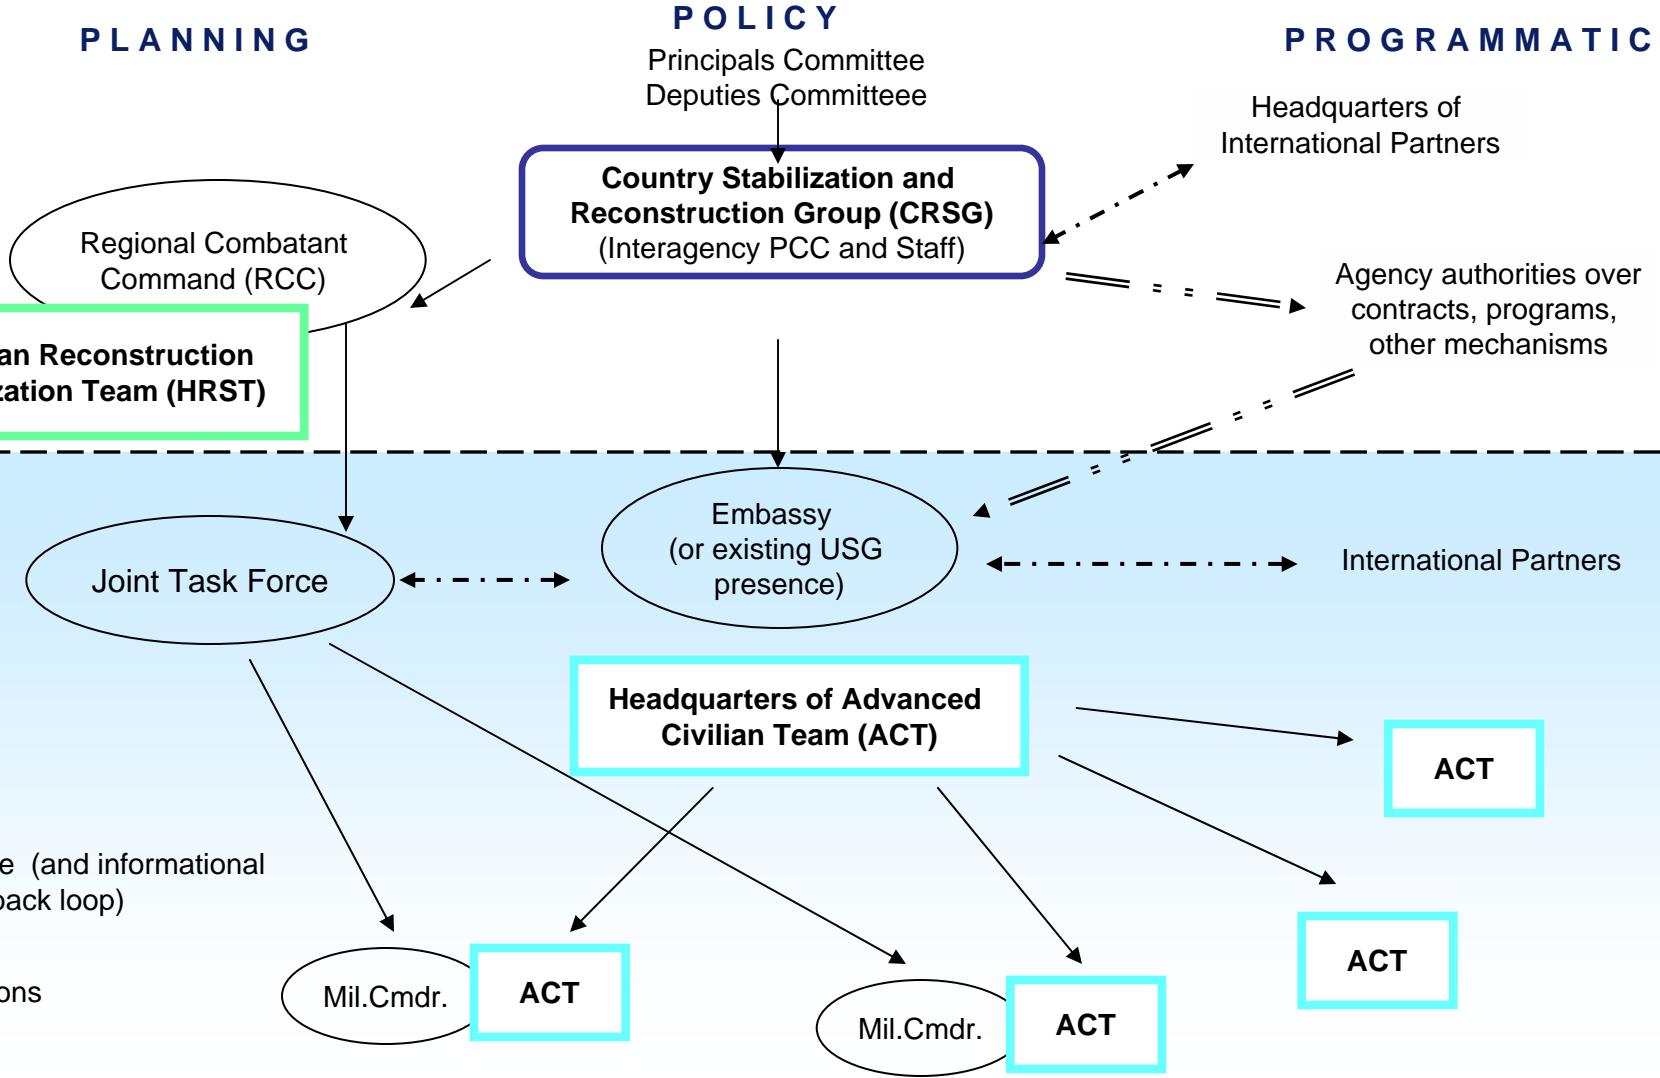 PLANNING
POLICY
PROGRAMMATIC
Principals Committee
Deputies Committeee
Headquarters of
International Partners
Country Stabilization and
Reconstruction Group (CRSG)
(Interagency PCC and Staff)
Regional Combatant
Command (RCC)
Agency authorities over
contracts, programs,
other mechanisms
an Reconstruction
zation Team (HRST)
Embassy
(or existing USG
presence)
Joint Task Force
International Partners
Headquarters of Advanced
Civilian Team (ACT)
ACT
e (and informational
back loop)
ons
Mil.Cmdr.
ACT
Mil.Cmdr.
ACT
ACT